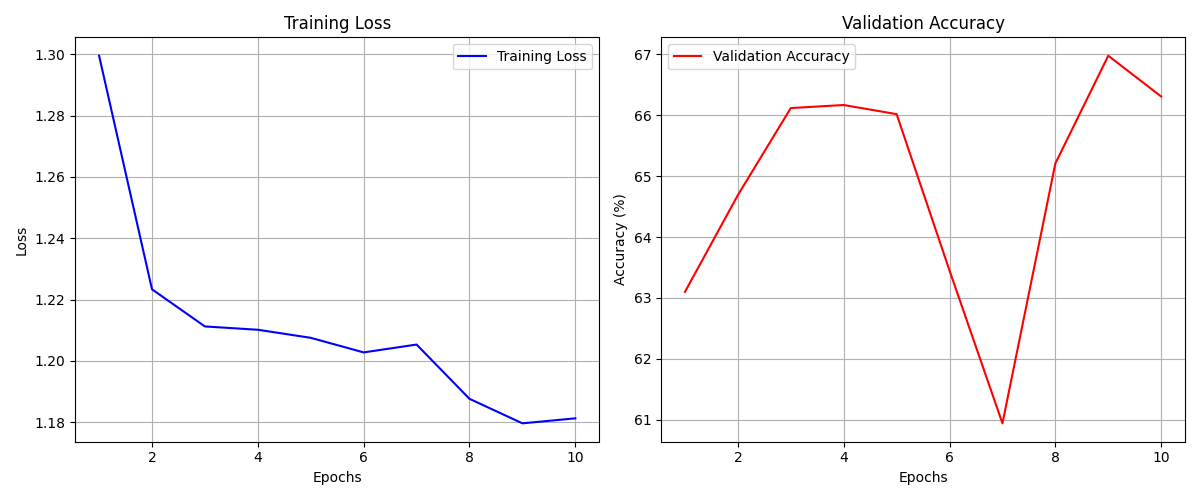 Training Loss
Training Loss
1.30
1.28
1.26
1.24
1.22
1.20
1.18
Loss
2 4 6 8 10
Epochs
Validation Accuracy
Validation Accuracy
67
66
65
64
63
62
61
Accuracy (%)
2 4 6 8 10
Epochs